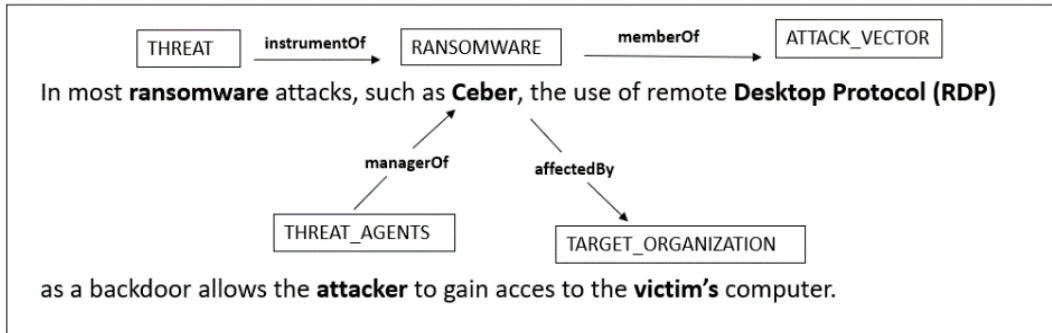 THREAT instrumentOf RANSOMWARE memberOf ATTACK_VECTOR
In most ransomware attacks, such as Ceber, the use of remote Desktop Protocol (RDP)
managerOf affectedBy
THREAT_AGENTS TARGET_ORGANIZATION
as a backdoor allows the attacker to gain acces to the victim's computer.